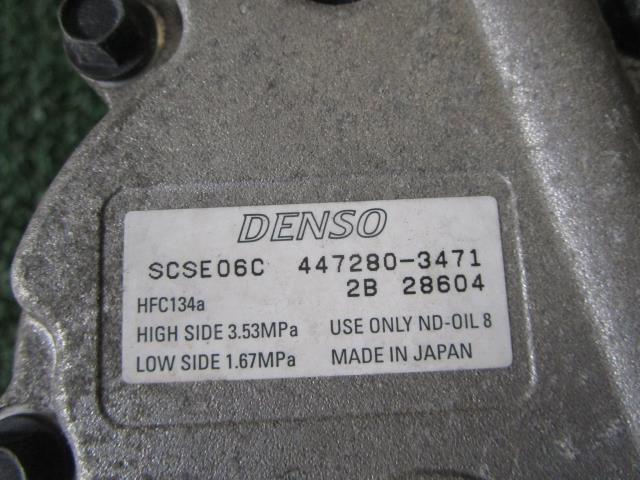 DENSO
SCSE06C 447280-3471
2B 28604
HFC134a
HIGH SIDE 3.53MPa USE ONLY ND-OIL 8
LOW SIDE 1.67MPa MADE IN JAPAN